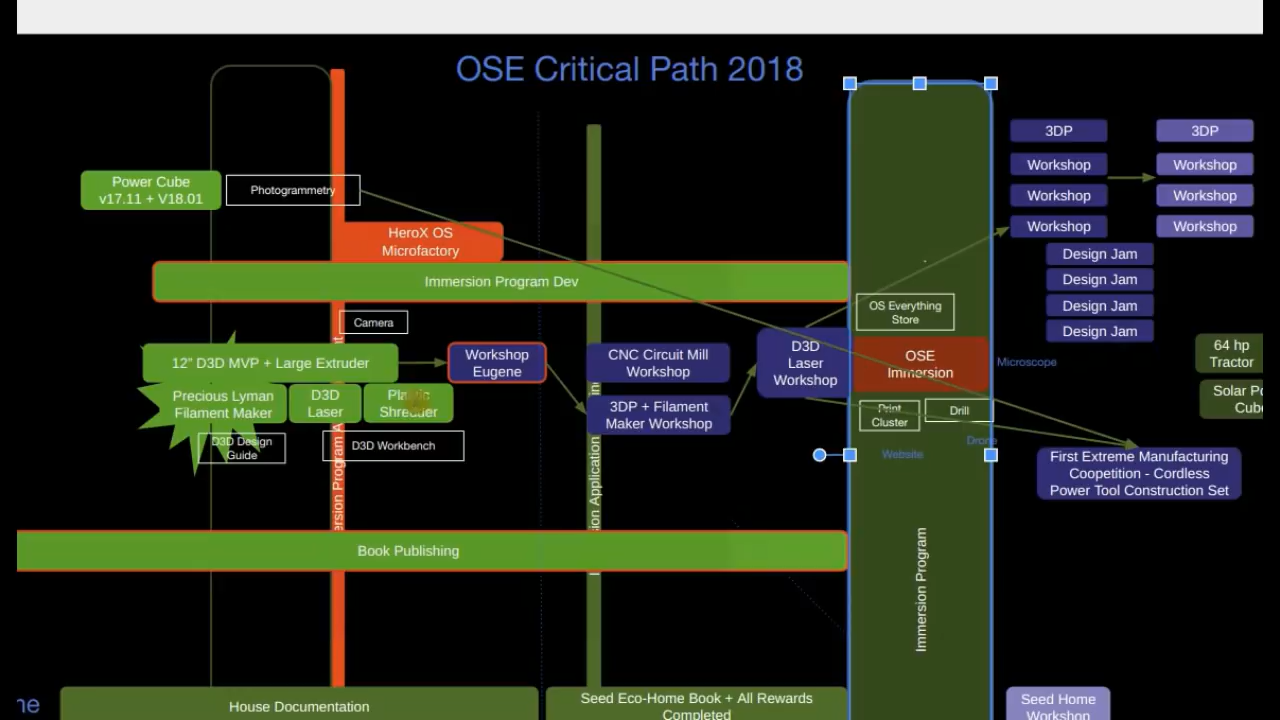 OSE Critical Path 2018
Power Cube
v17.11 + V18.01
Photogrammetry
HeroX OS
Microfactory
Immersion Program Dev
Camera
12" D3D MVP + Large Extruder
Workshop
Eugene
Precious Lyman
Filament Maker
D3D
Laser
Plastic
Shredder
D3D Design
Guide
D3D Workbench
CNC Circuit Mill
Workshop
3DP + Filament
Maker Workshop
D3D
Laser
Workshop
OS Everything
Store
OSE
Immersion
Print
Cluster
Drill
Microscope
Drone
Website
3DP
3DP
Workshop
Workshop
Workshop
Workshop
Workshop
Workshop
Design Jam
Design Jam
Design Jam
Design Jam
64 hp
Tractor
Solar
First Extreme Manufacturing
Coopetition - Cordless
Power Tool Construction Set
Book Publishing
Immersion Program
House Documentation
Seed Eco-Home Book + All Rewards
Completed
Seed Home
Workshop